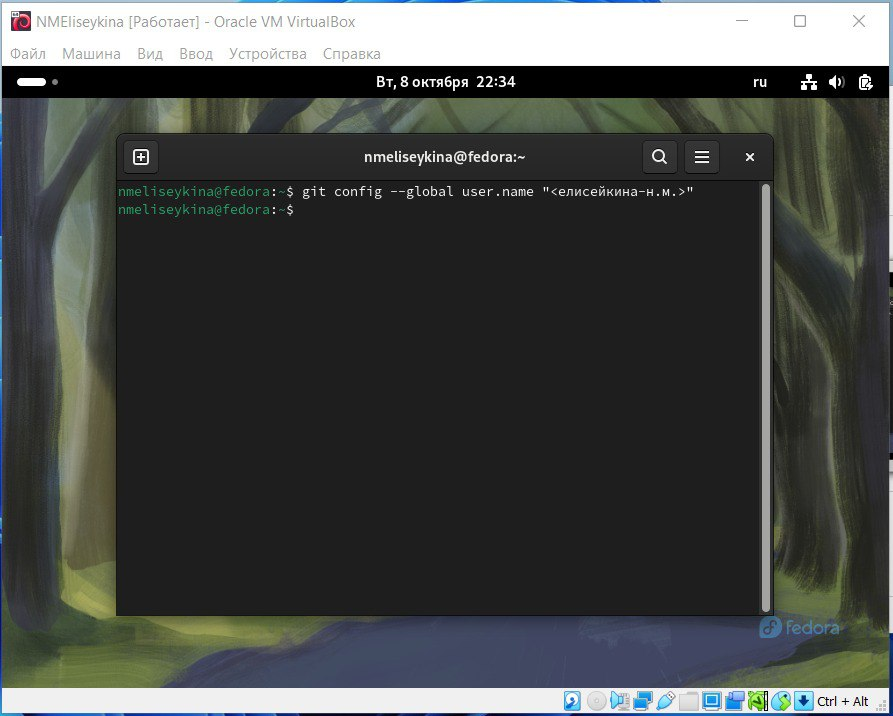 NMEliseykina [Работает] - Oracle VM VirtualBox
Файл Машина Вид Ввод Устройства Справка
Вт, 8 октября 22:34 ru
nmeliseykina@fedora:~
nmeliseykina@fedora:~$ git config --global user.name "<елисейкина-н.м.>"
nmeliseykina@fedora:~$
fedora
Ctrl + Alt